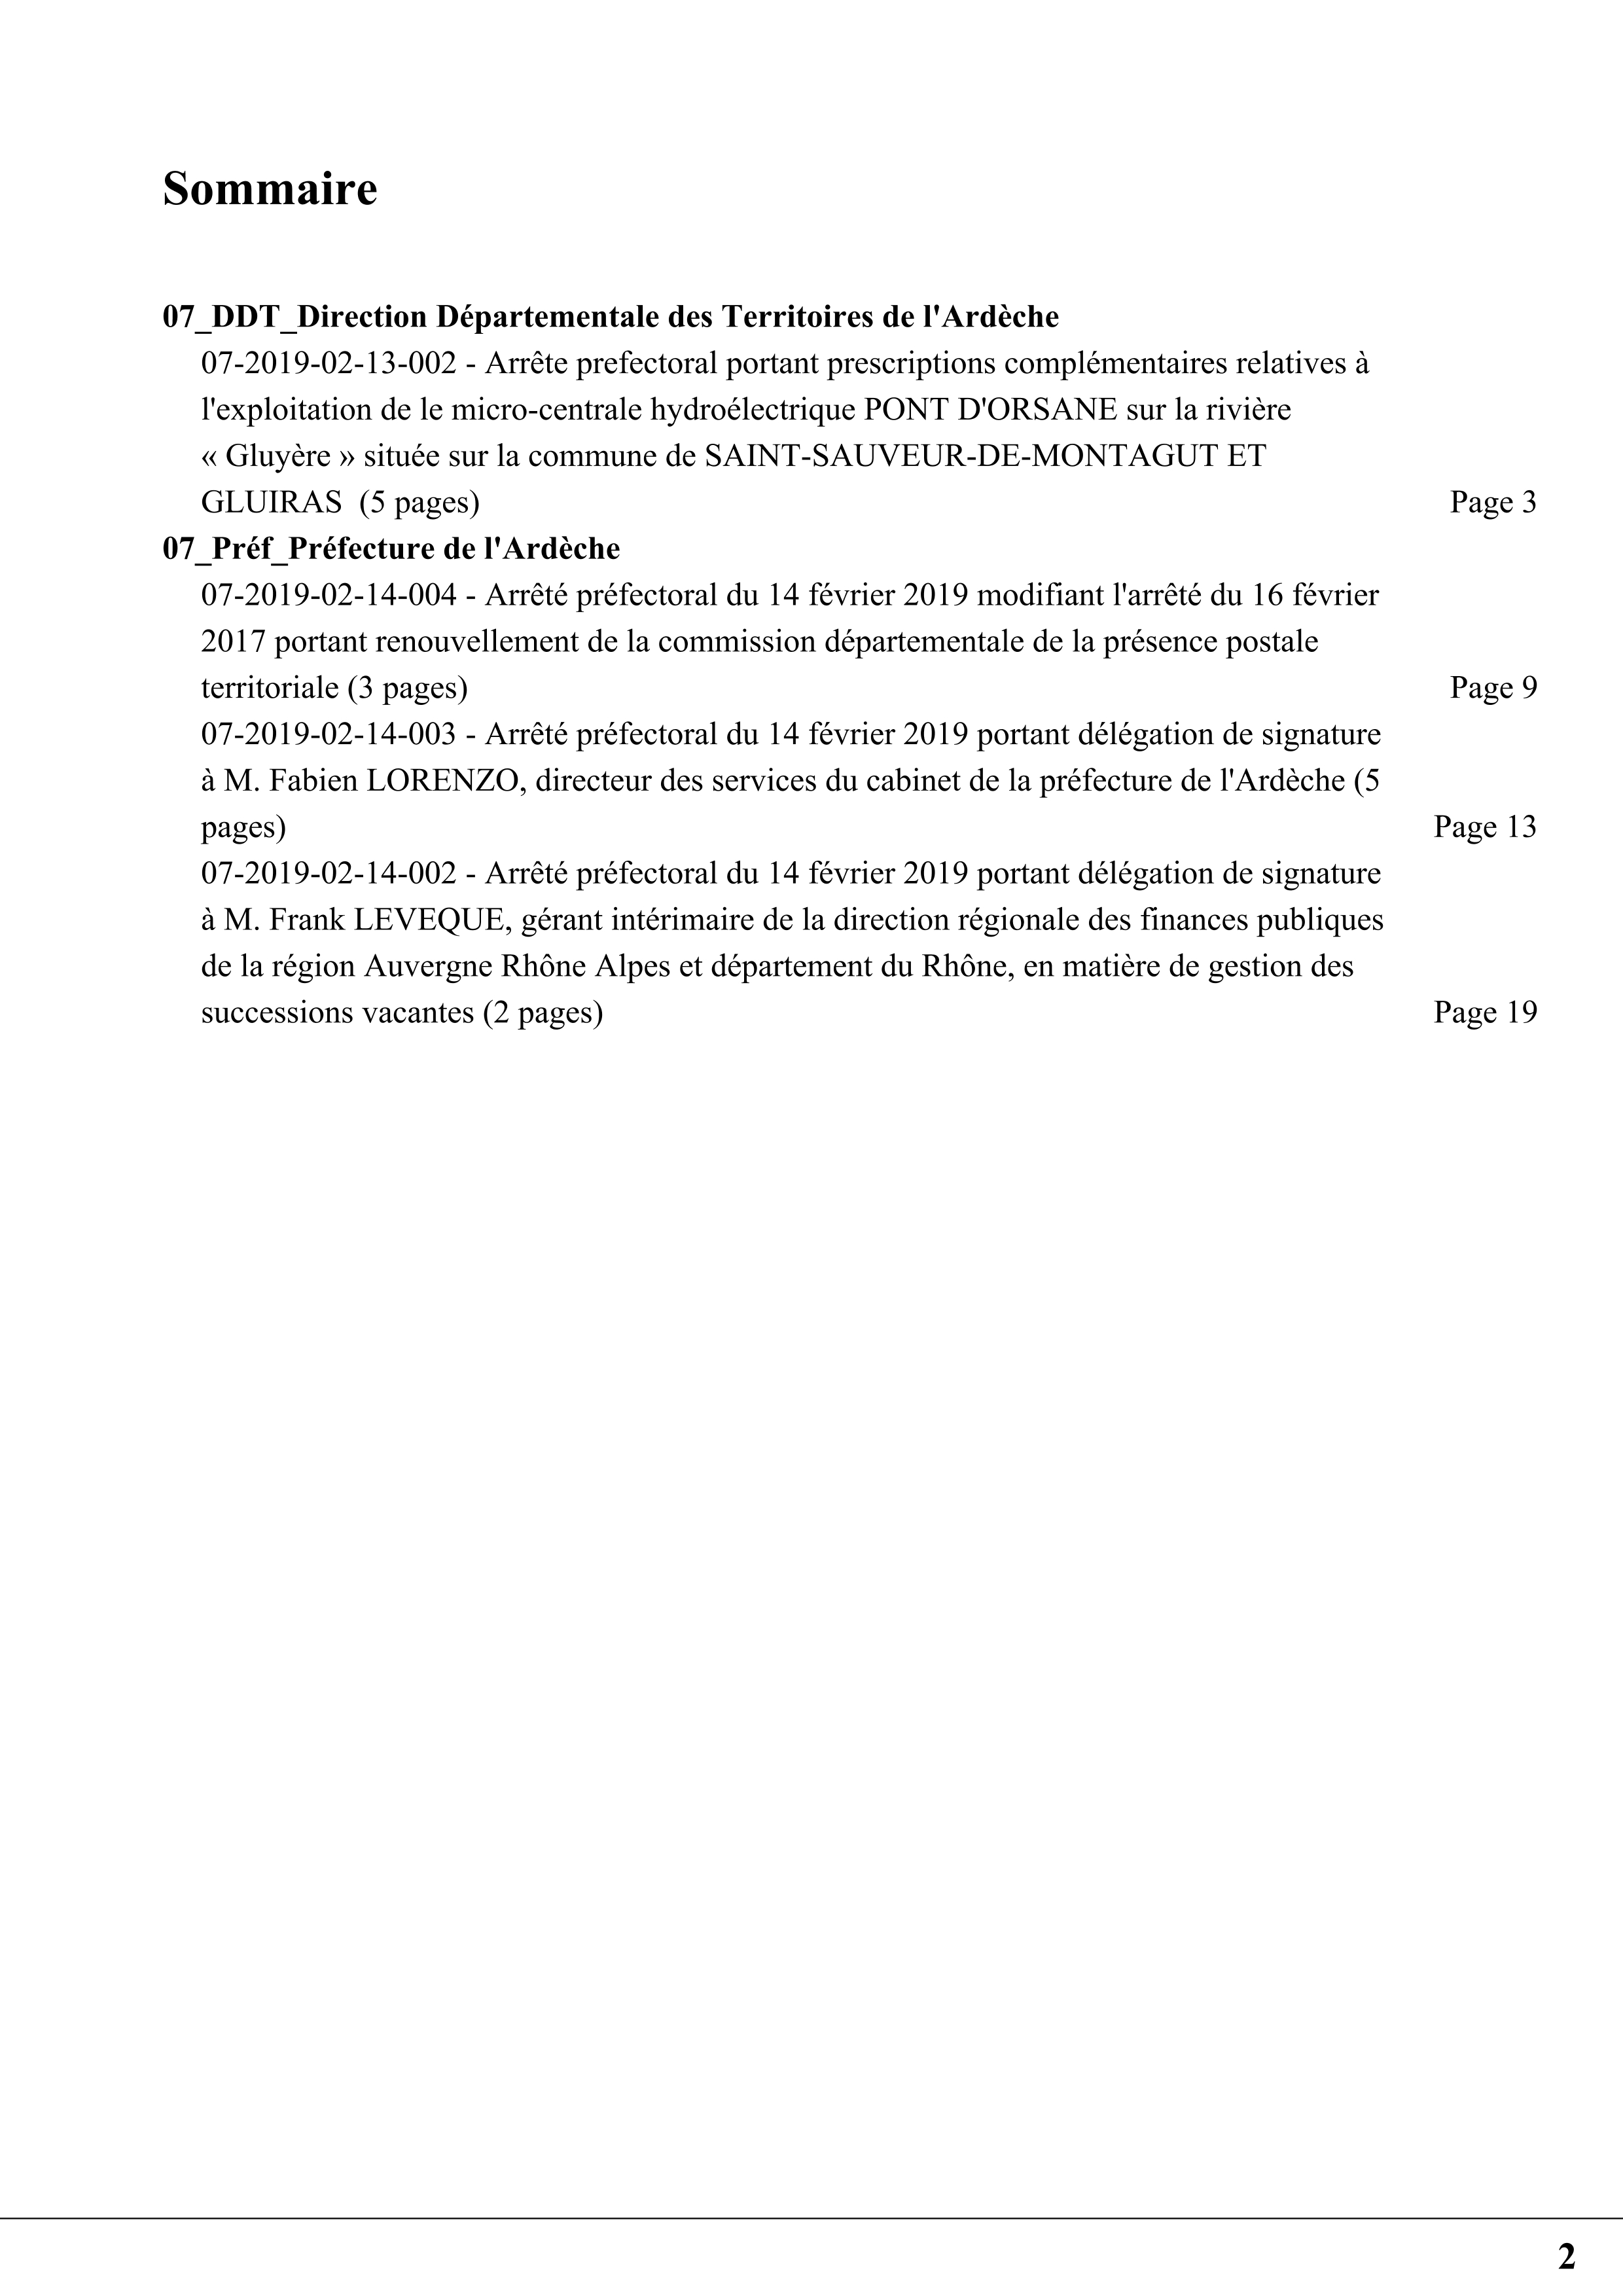 Sommaire
07_DDT_Direction Départementale des Territoires de l'Ardèche
07-2019-02-13-002 - Arrête prefectoral portant prescriptions complémentaires relatives à
l'exploitation de le micro-centrale hydroélectrique PONT D'ORSANE sur la rivière
« Gluyère » située sur la commune de SAINT-SAUVEUR-DE-MONTAGUT ET
GLUIRAS  (5 pages) Page 3
07_Préf_Préfecture de l'Ardèche
07-2019-02-14-004 - Arrêté préfectoral du 14 février 2019 modifiant l'arrêté du 16 février
2017 portant renouvellement de la commission départementale de la présence postale
territoriale (3 pages) Page 9
07-2019-02-14-003 - Arrêté préfectoral du 14 février 2019 portant délégation de signature
à M. Fabien LORENZO, directeur des services du cabinet de la préfecture de l'Ardèche (5
pages) Page 13
07-2019-02-14-002 - Arrêté préfectoral du 14 février 2019 portant délégation de signature
à M. Frank LEVEQUE, gérant intérimaire de la direction régionale des finances publiques
de la région Auvergne Rhône Alpes et département du Rhône, en matière de gestion des
successions vacantes (2 pages) Page 19
2